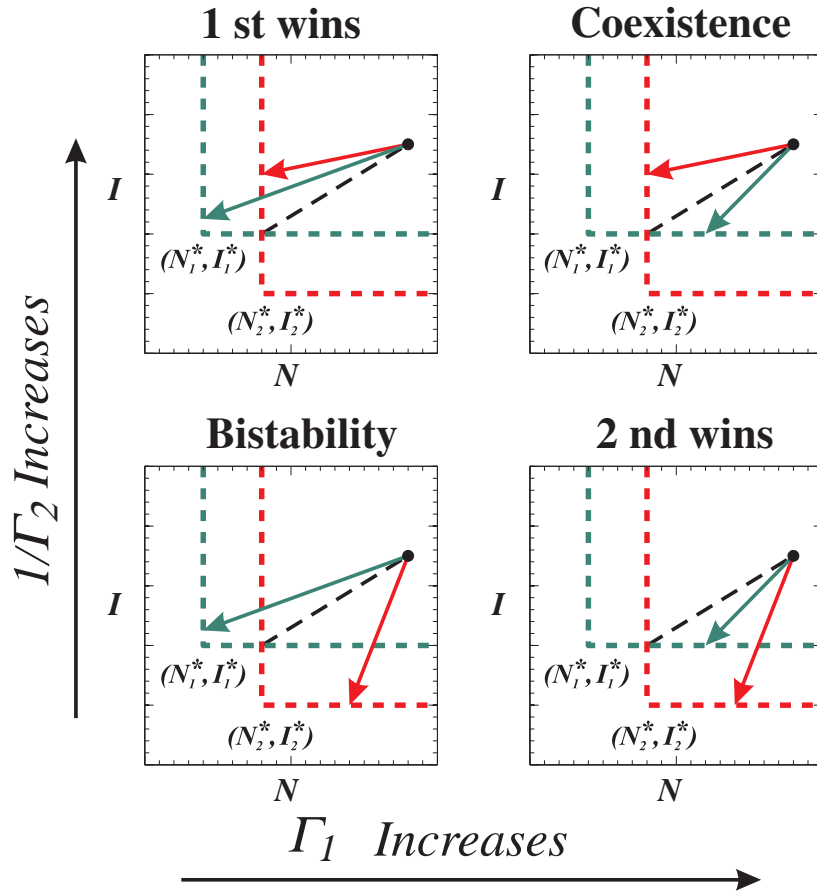 1 st wins
Coexistence
I
(N₁*, I₁*)
(N₂*, I₂*)
N
I
(N₁*, I₁*)
(N₂*, I₂*)
N
Bistability
2 nd wins
I
(N₁*, I₁*)
(N₂*, I₂*)
N
I
(N₁*, I₁*)
(N₂*, I₂*)
N
1/Γ₂ Increases
Γ₁ Increases